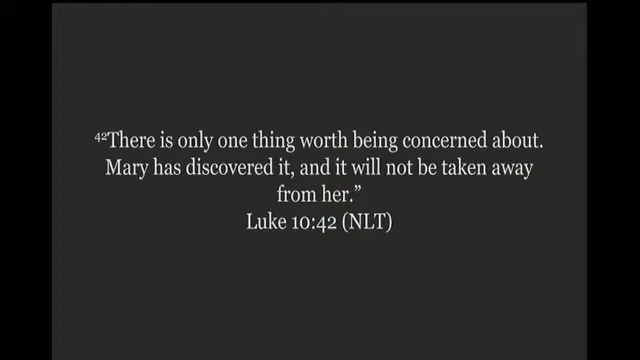 ⁴²There is only one thing worth being concerned about.
Mary has discovered it, and it will not be taken away
from her.”
Luke 10:42 (NLT)